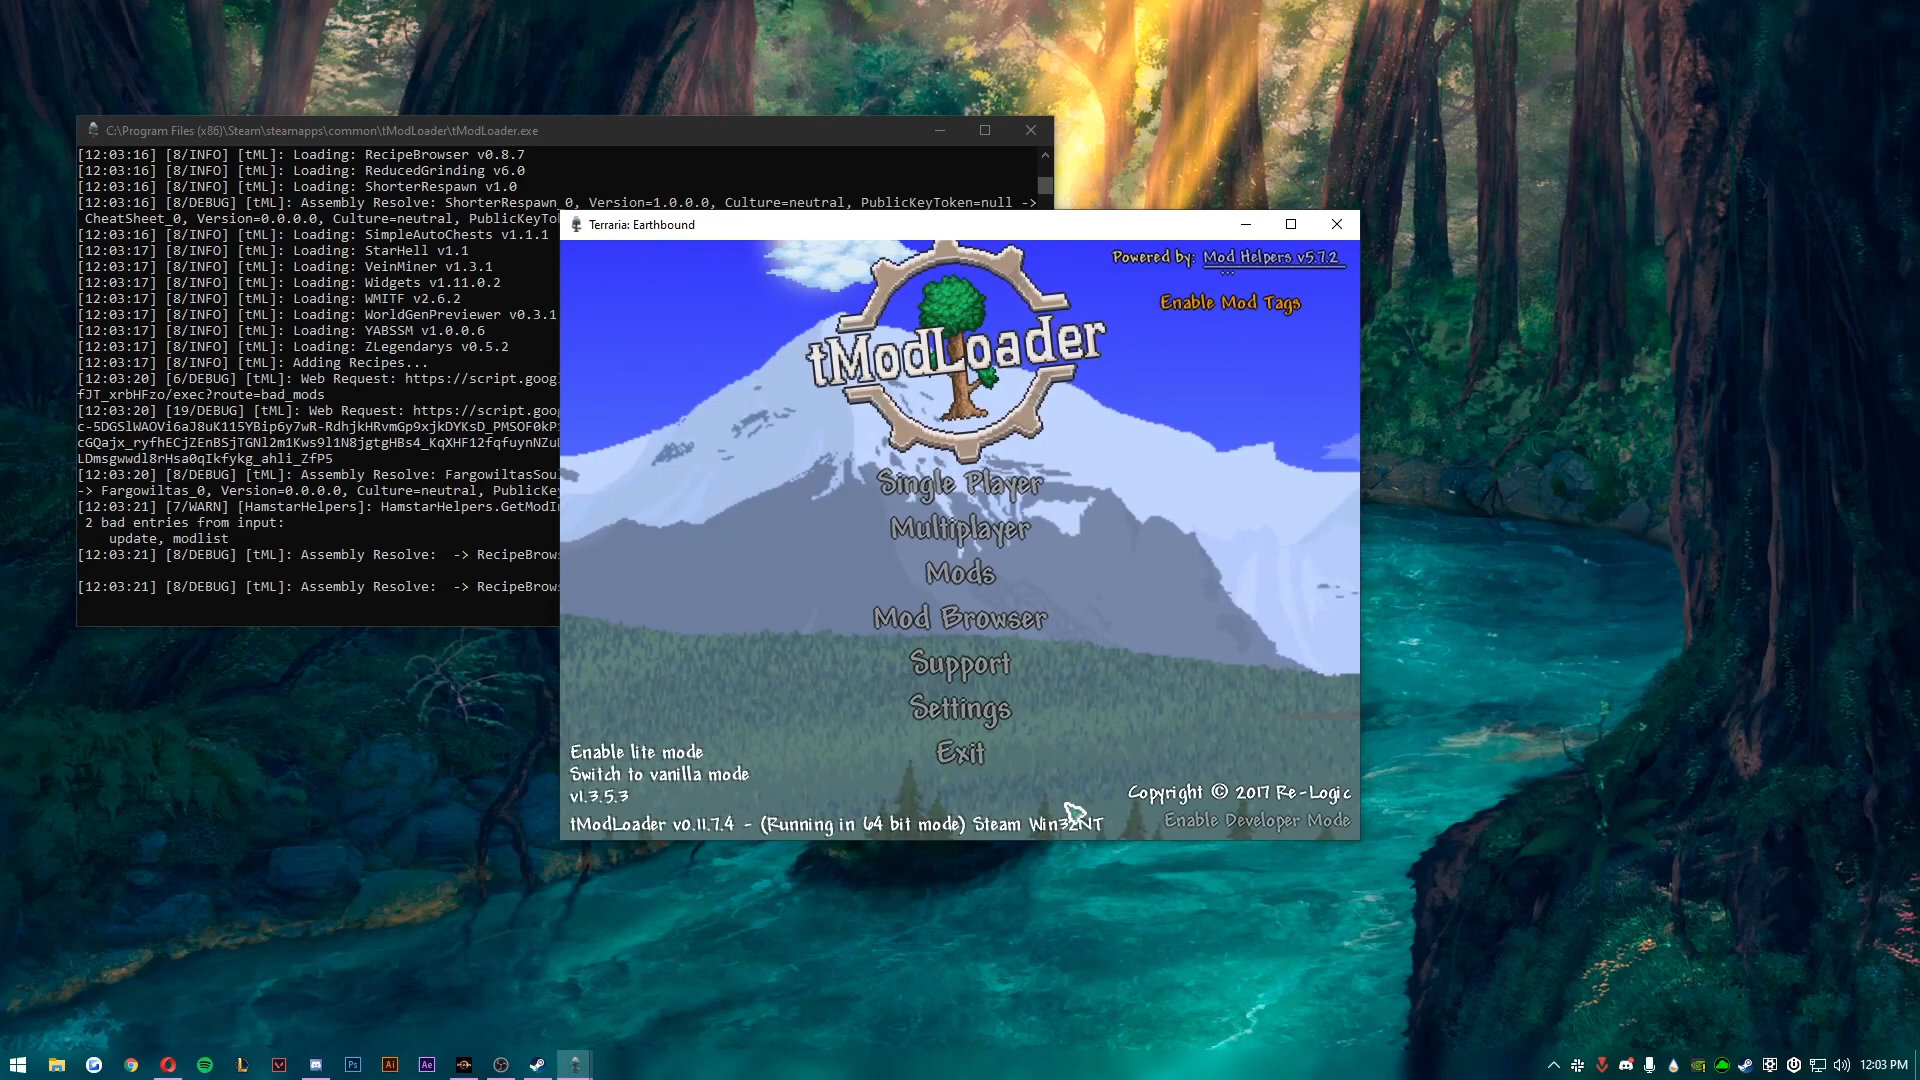 C:\Program Files (x86)\Steam\steamapps\common\tModLoader\tModLoader.exe
[12:03:16] [8/INFO] [tML]: Loading: RecipeBrowser v0.8.7
[12:03:16] [8/INFO] [tML]: Loading: ReducedGrinding v6.0
[12:03:16] [8/INFO] [tML]: Loading: ShorterRespawn v1.0
[12:03:16] [8/DEBUG] [tML]: Assembly Resolve: ShorterRespawn_0, Version=1.0.0.0, Culture=neutral, PublicKeyToken=null ->
CheatSheet_0, Version=0.0.0.0, Culture=neutral, PublicKeyTo
[12:03:16] [8/INFO] [tML]: Loading: SimpleAutoChests v1.1.1
[12:03:17] [8/INFO] [tML]: Loading: StarHell v1.1
[12:03:17] [8/INFO] [tML]: Loading: VeinMiner v1.3.1
[12:03:17] [8/INFO] [tML]: Loading: Widgets v1.11.0.2
[12:03:17] [8/INFO] [tML]: Loading: WMITF v2.6.2
[12:03:17] [8/INFO] [tML]: Loading: WorldGenPreviewer v0.3.1
[12:03:17] [8/INFO] [tML]: Loading: YABSSM v1.0.0.6
[12:03:17] [8/INFO] [tML]: Loading: ZLegendarys v0.5.2
[12:03:17] [8/INFO] [tML]: Adding Recipes...
[12:03:20] [6/DEBUG] [tML]: Web Request: https://script.goog
fJT_xrbHFzo/exec?route=bad_mods
[12:03:20] [19/DEBUG] [tML]: Web Request: https://script.goo
[12:03:20] [8/DEBUG] [tML]: Assembly Resolve: FargowiltasSou
-> Fargowiltas_0, Version=0.0.0.0, Culture=neutral, PublicKe
[12:03:21] [7/WARN] [HamstarHelpers]: HamstarHelpers.GetModI
2 bad entries from input:
update, modlist
[12:03:21] [8/DEBUG] [tML]: Assembly Resolve:  -> RecipeBrow
[12:03:21] [8/DEBUG] [tML]: Assembly Resolve:  -> RecipeBrow
Terraria: Earthbound
Powered by: Mod Helpers v5.7.2
...
Enable Mod Tags
tModLoader
Single Player
Multiplayer
Mods
Mod Browser
Support
Settings
Exit
Enable lite mode
Switch to vanilla mode
v1.3.5.3
tModLoader v0.11.7.4 - (Running in 64 bit mode) Steam Win32NT
Copyright © 2017 Re-Logic
Enable Developer Mode
Ps
Ai
Ae
12:03 PM